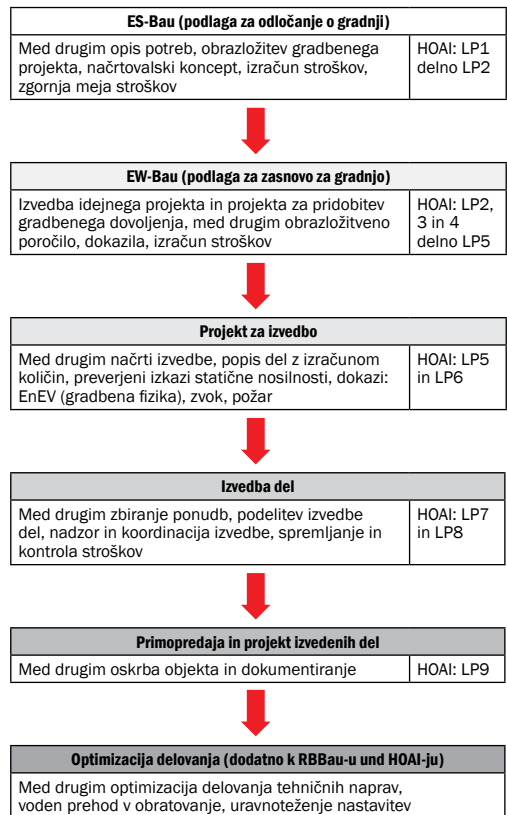 ES-Bau (podlaga za odločanje o gradnji)
Med drugim opis potreb, obrazložitev gradbenega
projekta, načrtovalski koncept, izračun stroškov,
zgornja meja stroškov
HOAI: LP1
delno LP2
EW-Bau (podlaga za zasnovo za gradnjo)
Izvedba idejnega projekta in projekta za pridobitev
gradbenega dovoljenja, med drugim obrazložitveno
poročilo, dokazila, izračun stroškov
HOAI: LP2,
3 in 4
delno LP5
Projekt za izvedbo
Med drugim načrti izvedbe, popis del z izračunom
količin, preverjeni izkazi statične nosilnosti, dokazi:
EnEV (gradbena fizika), zvok, požar
HOAI: LP5
in LP6
Izvedba del
Med drugim zbiranje ponudb, podelitev izvedbe
del, nadzor in koordinacija izvedbe, spremljanje in
kontrola stroškov
HOAI: LP7
in LP8
Primopredaja in projekt izvedenih del
Med drugim oskrba objekta in dokumentiranje
HOAI: LP9
Optimizacija delovanja (dodatno k RBBau-u und HOAI-ju)
Med drugim optimizacija delovanja tehničnih naprav,
voden prehod v obratovanje, uravnoteženje nastavitev